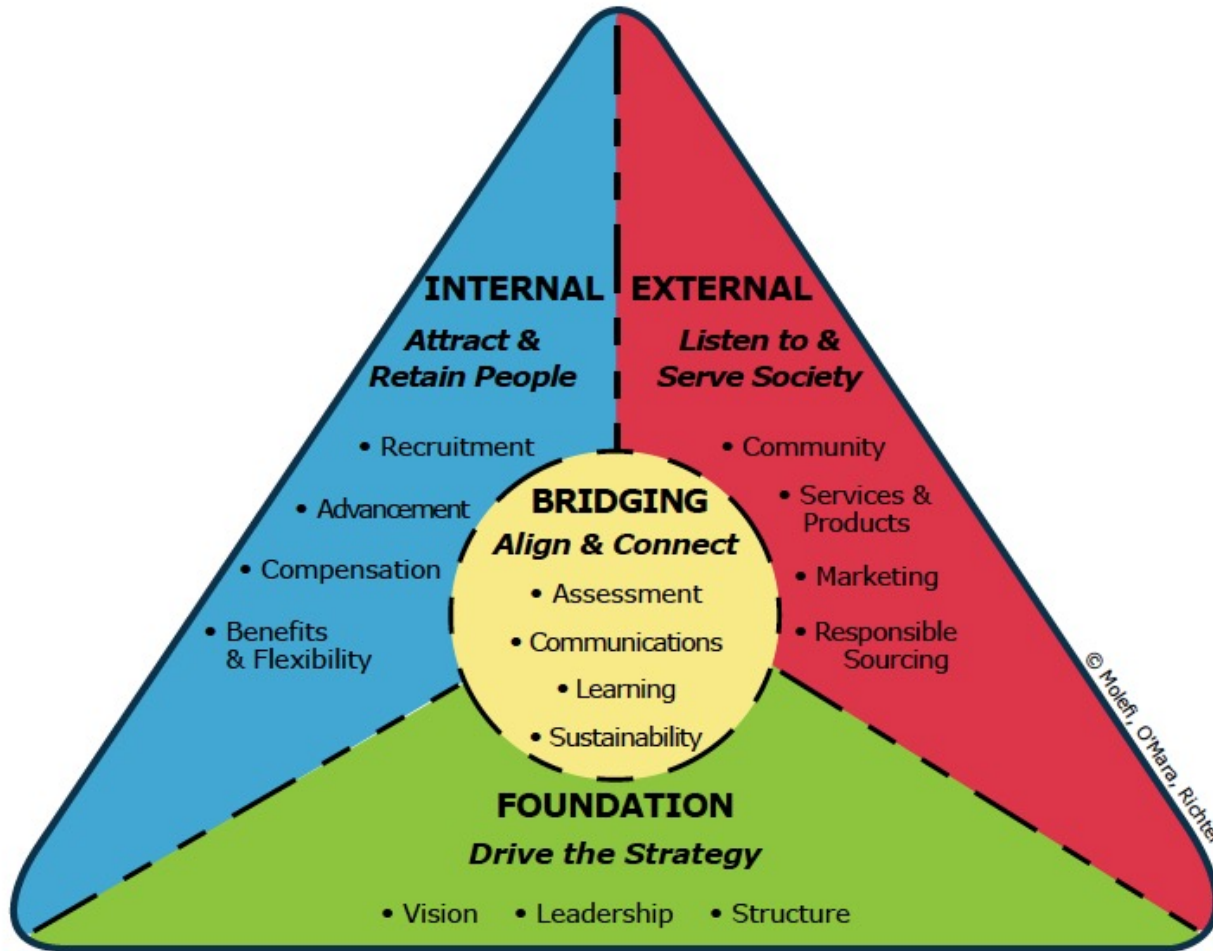 INTERNAL
Attract &
Retain People
• Recruitment
• Advancement
• Compensation
• Benefits
& Flexibility
EXTERNAL
Listen to &
Serve Society
• Community
• Services &
Products
• Marketing
• Responsible
Sourcing
BRIDGING
Align & Connect
• Assessment
• Communications
• Learning
• Sustainability
FOUNDATION
Drive the Strategy
• Vision • Leadership • Structure
© Molefi, O'Mara, Richter